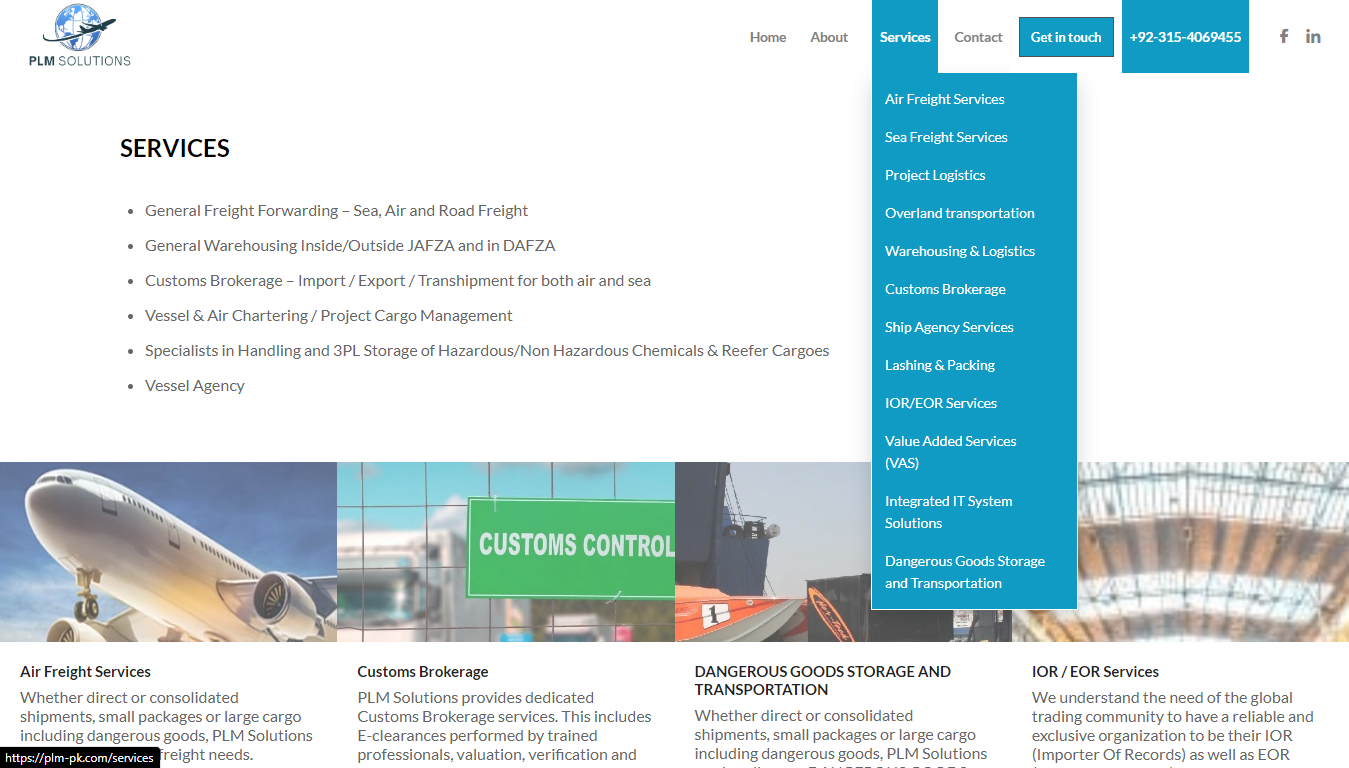 PLM SOLUTIONS
Home
About
Services
Contact
Get in touch
+92-315-4069455
Air Freight Services
Sea Freight Services
Project Logistics
Overland transportation
Warehousing & Logistics
Customs Brokerage
Ship Agency Services
Lashing & Packing
IOR/EOR Services
Value Added Services
(VAS)
Integrated IT System
Solutions
Dangerous Goods Storage
and Transportation
SERVICES
General Freight Forwarding – Sea, Air and Road Freight
General Warehousing Inside/Outside JAFZA and in DAFZA
Customs Brokerage – Import / Export / Transhipment for both air and sea
Vessel & Air Chartering / Project Cargo Management
Specialists in Handling and 3PL Storage of Hazardous/Non Hazardous Chemicals & Reefer Cargoes
Vessel Agency
CUSTOMS CONTROL
1
Air Freight Services
Whether direct or consolidated
shipments, small packages or large cargo
including dangerous goods, PLM Solutions
freight needs.
Customs Brokerage
PLM Solutions provides dedicated
Customs Brokerage services. This includes
E-clearances performed by trained
professionals, valuation, verification and
DANGEROUS GOODS STORAGE AND
TRANSPORTATION
Whether direct or consolidated
shipments, small packages or large cargo
including dangerous goods, PLM Solutions
IOR / EOR Services
We understand the need of the global
trading community to have a reliable and
exclusive organization to be their IOR
(Importer Of Records) as well as EOR
https://plm-pk.com/services